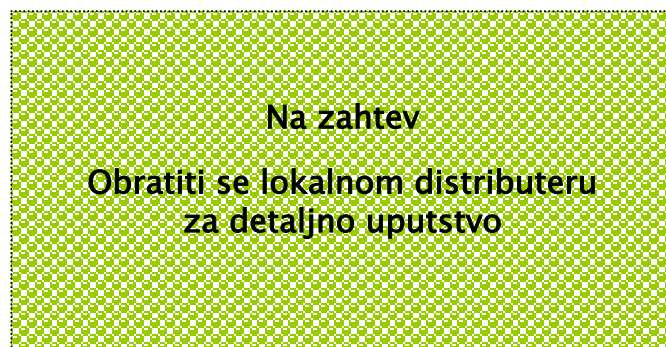 Na zahtev
Obratiti se lokalnom distributeru
za detaljno uputstvo